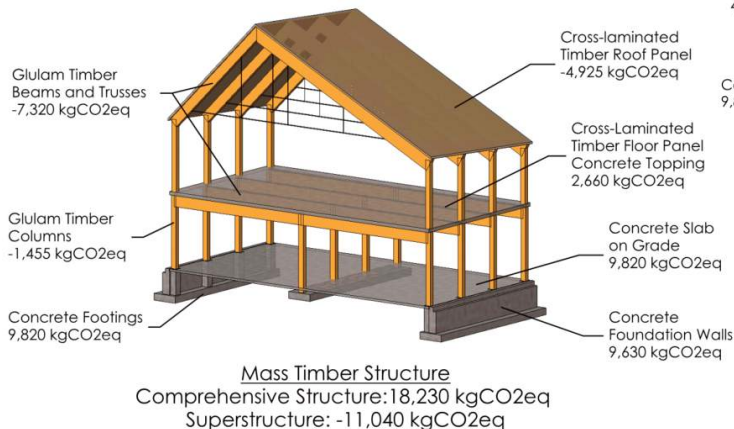 Glulam Timber
Beams and Trusses
-7,320 kgCO2eq
Glulam Timber
Columns
-1,455 kgCO2eq
Concrete Footings
9,820 kgCO2eq
Cross-laminated
Timber Roof Panel
-4,925 kgCO2eq
Cross-Laminated
Timber Floor Panel
Concrete Topping
2,660 kgCO2eq
Concrete Slab
on Grade
9,820 kgCO2eq
Concrete
Foundation Walls
9,630 kgCO2eq
Mass Timber Structure
Comprehensive Structure:18,230 kgCO2eq
Superstructure: -11,040 kgCO2eq